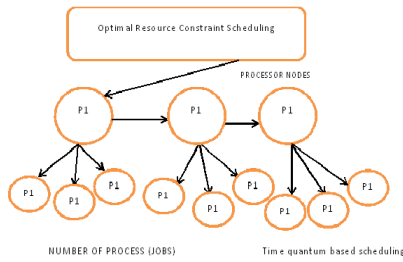 Optimal Resource Constraint Scheduling
PROCESSOR NODES
P1
P1
P1
P1
P1
P1
P1
P1
P1
P1
P1
P1
NUMBER OF PROCESS (JOBS)
Time quantum based scheduling